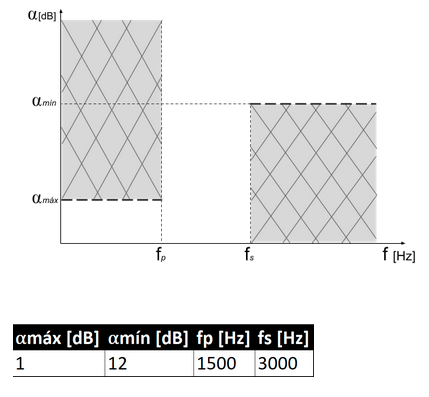 α[dB]
αmín
αmáx
fp fs f [Hz]
αmáx [dB] αmín [dB] fp [Hz] fs [Hz]
1 12 1500 3000